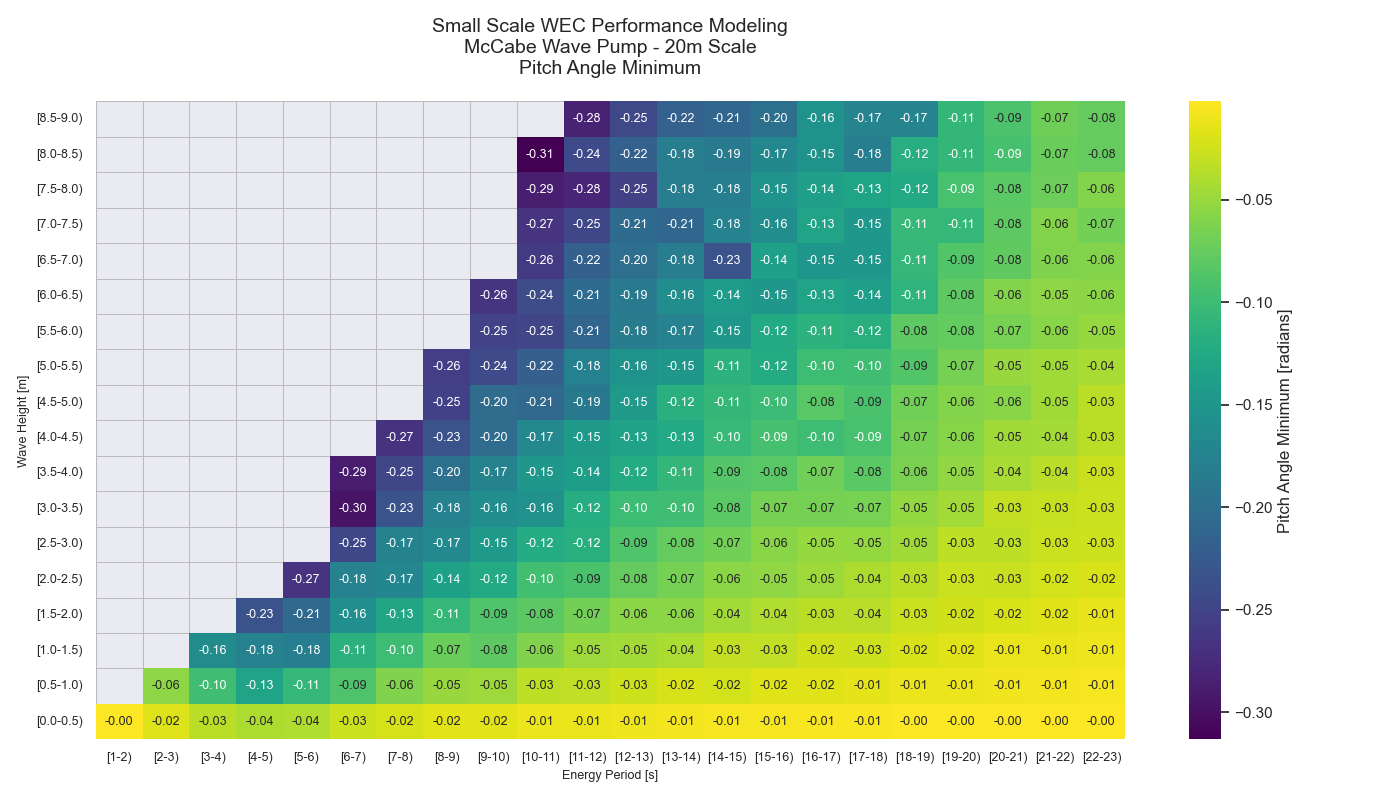 Small Scale WEC Performance Modeling
McCabe Wave Pump - 20m Scale
Pitch Angle Minimum
[8.5-9.0) -0.28 -0.25 -0.22 -0.21 -0.20 -0.16 -0.17 -0.17 -0.11 -0.09 -0.07 -0.08
[8.0-8.5) -0.31 -0.24 -0.22 -0.18 -0.19 -0.17 -0.15 -0.18 -0.12 -0.11 -0.09 -0.07 -0.08
[7.5-8.0) -0.29 -0.28 -0.25 -0.18 -0.18 -0.15 -0.14 -0.13 -0.12 -0.09 -0.08 -0.07 -0.06
[7.0-7.5) -0.27 -0.25 -0.21 -0.21 -0.18 -0.16 -0.13 -0.15 -0.11 -0.11 -0.08 -0.06 -0.07
[6.5-7.0) -0.26 -0.22 -0.20 -0.18 -0.23 -0.14 -0.15 -0.15 -0.11 -0.09 -0.08 -0.06 -0.06
[6.0-6.5) -0.26 -0.24 -0.21 -0.19 -0.16 -0.14 -0.15 -0.13 -0.14 -0.11 -0.08 -0.06 -0.05 -0.06
[5.5-6.0) -0.25 -0.25 -0.21 -0.18 -0.17 -0.15 -0.12 -0.11 -0.12 -0.08 -0.08 -0.07 -0.06 -0.05
[5.0-5.5) -0.26 -0.24 -0.22 -0.18 -0.16 -0.15 -0.11 -0.12 -0.10 -0.10 -0.09 -0.07 -0.05 -0.05 -0.04
[4.5-5.0) -0.25 -0.20 -0.21 -0.19 -0.15 -0.12 -0.11 -0.10 -0.08 -0.09 -0.07 -0.06 -0.06 -0.05 -0.03
[4.0-4.5) -0.27 -0.23 -0.20 -0.17 -0.15 -0.13 -0.13 -0.10 -0.09 -0.10 -0.09 -0.07 -0.06 -0.05 -0.04 -0.03
[3.5-4.0) -0.29 -0.25 -0.20 -0.17 -0.15 -0.14 -0.12 -0.11 -0.09 -0.08 -0.07 -0.08 -0.06 -0.05 -0.04 -0.04 -0.03
[3.0-3.5) -0.30 -0.23 -0.18 -0.16 -0.16 -0.12 -0.10 -0.10 -0.08 -0.07 -0.07 -0.07 -0.05 -0.05 -0.03 -0.03 -0.03
[2.5-3.0) -0.25 -0.17 -0.17 -0.15 -0.12 -0.12 -0.09 -0.08 -0.07 -0.06 -0.05 -0.05 -0.05 -0.03 -0.03 -0.03 -0.03
[2.0-2.5) -0.27 -0.18 -0.17 -0.14 -0.12 -0.10 -0.09 -0.08 -0.07 -0.06 -0.05 -0.05 -0.04 -0.03 -0.03 -0.03 -0.02 -0.02
[1.5-2.0) -0.23 -0.21 -0.16 -0.13 -0.11 -0.09 -0.08 -0.07 -0.06 -0.06 -0.04 -0.04 -0.03 -0.04 -0.03 -0.02 -0.02 -0.02 -0.01
[1.0-1.5) -0.16 -0.18 -0.18 -0.11 -0.10 -0.07 -0.08 -0.06 -0.05 -0.05 -0.04 -0.03 -0.03 -0.02 -0.03 -0.02 -0.02 -0.01 -0.01 -0.01
[0.5-1.0) -0.06 -0.10 -0.13 -0.11 -0.09 -0.06 -0.05 -0.05 -0.03 -0.03 -0.03 -0.02 -0.02 -0.02 -0.02 -0.01 -0.01 -0.01 -0.01 -0.01 -0.01
[0.0-0.5) -0.00 -0.02 -0.03 -0.04 -0.04 -0.03 -0.02 -0.02 -0.02 -0.01 -0.01 -0.01 -0.01 -0.01 -0.01 -0.01 -0.01 -0.00 -0.00 -0.00 -0.00 -0.00
[1-2) [2-3) [3-4) [4-5) [5-6) [6-7) [7-8) [8-9) [9-10) [10-11) [11-12) [12-13) [13-14) [14-15) [15-16) [16-17) [17-18) [18-19) [19-20) [20-21) [21-22) [22-23)
Energy Period [s]
Wave Height [m]
−0.05
−0.10
−0.15
−0.20
−0.25
−0.30
Pitch Angle Minimum [radians]